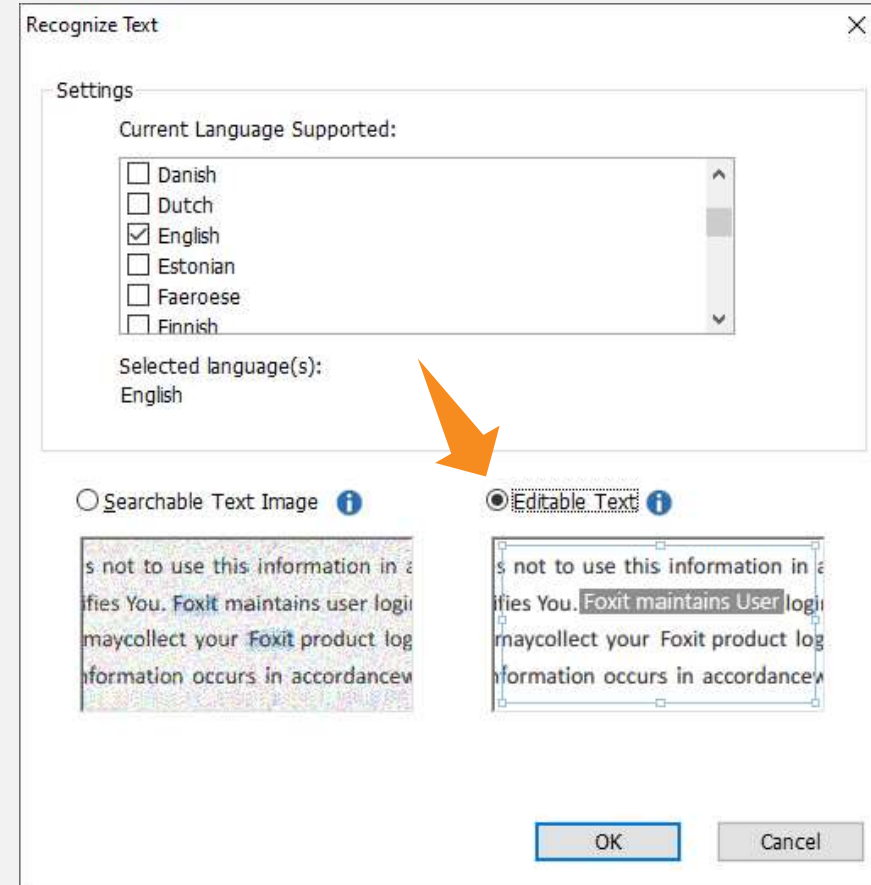 Recognize Text
Settings
Current Language Supported:
Danish
Dutch
English
Estonian
Faeroese
Finnish
Selected language(s):
English
Searchable Text Image
Editable Text
s not to use this information in a
ifies You. Foxit maintains user logi
maycollect your Foxit product log
formation occurs in accordancew
s not to use this information in a
ifies You. Foxit maintains User logi
maycollect your Foxit product log
formation occurs in accordancew
OK Cancel